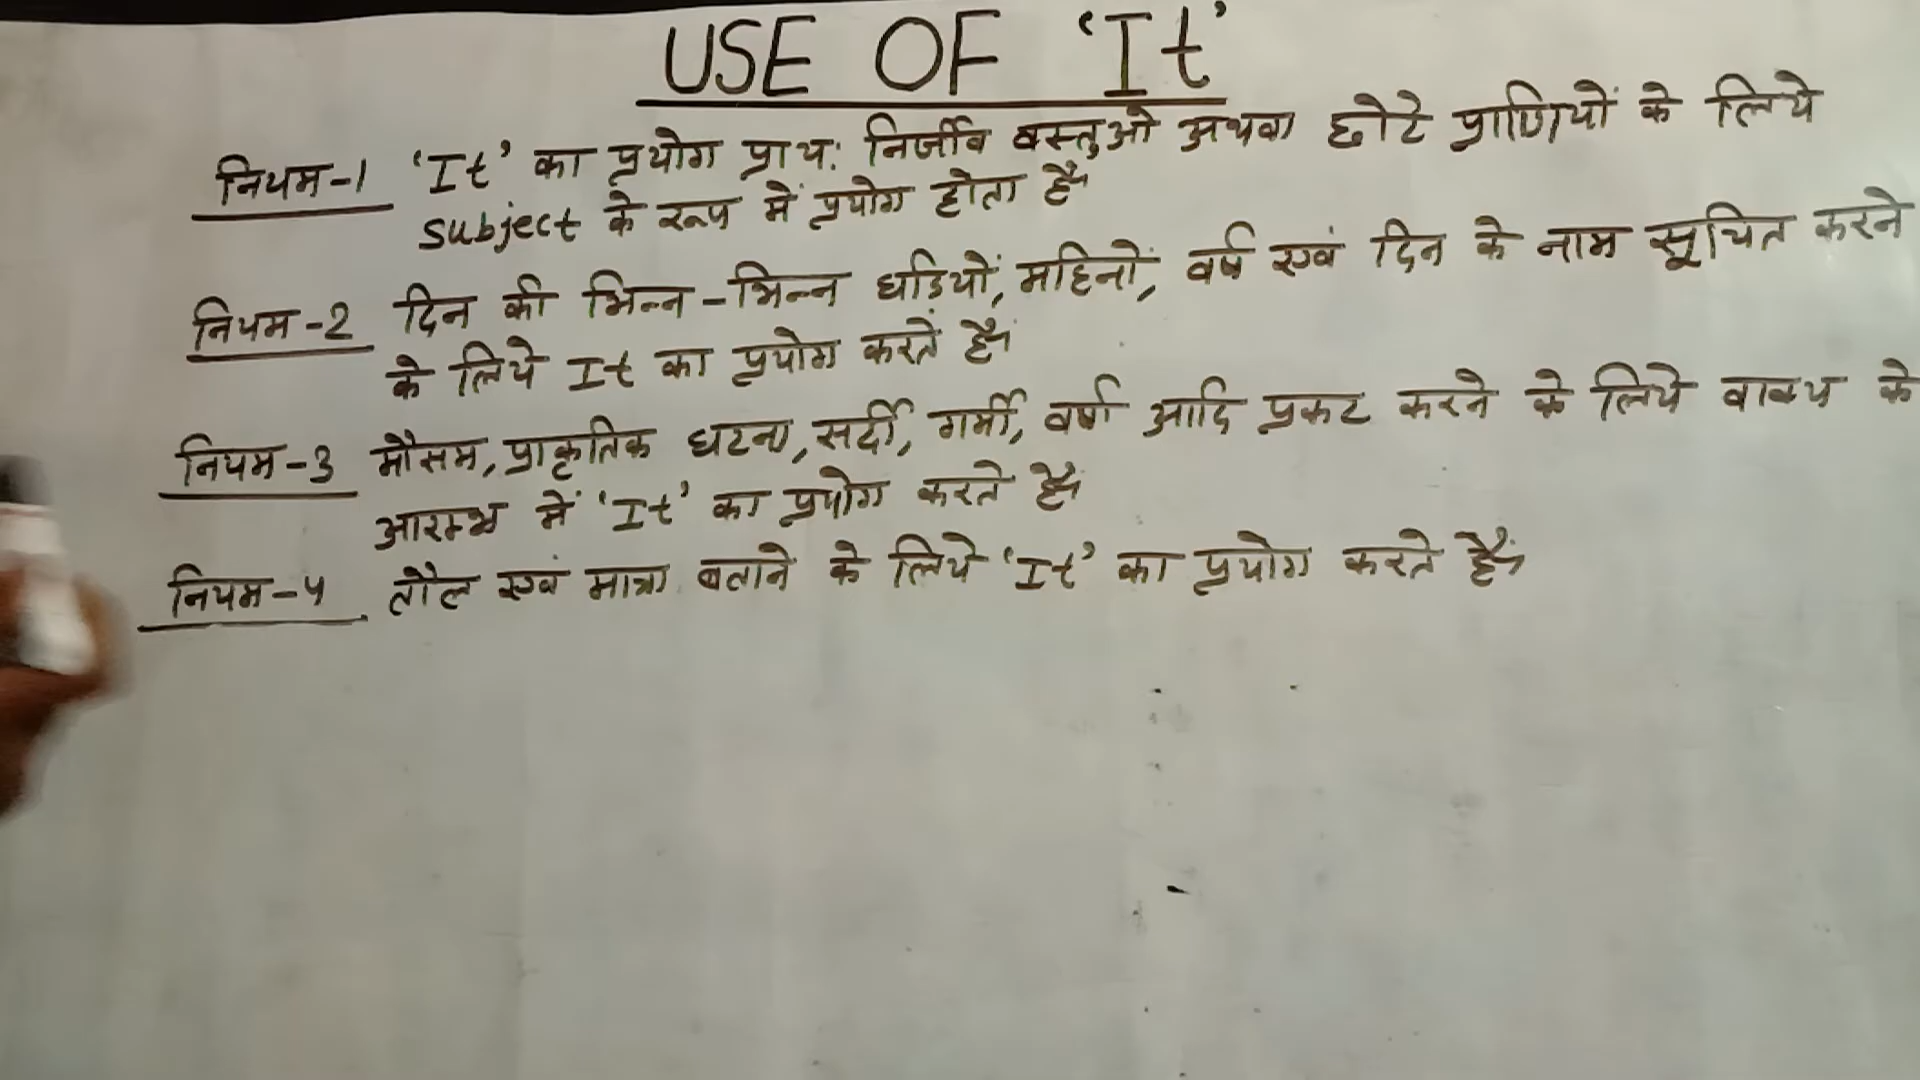 USE OF 'It'
नियम-1 'It' का प्रयोग प्राय: निर्जीव वस्तुओ अथवा छोटे प्राणियों के लिये
subject के रूप में प्रयोग होता है।
नियम-2 दिन की भिन्न-भिन्न घडियों, महिनों, वर्ष एवं दिन के नाम सूचित करने
के लिये It का प्रयोग करतें है।
नियम-3 मौसम, प्राकृतिक घटना, सर्दी, गर्मी, वर्षा आदि प्रकट करने के लिये वाक्य के
आरम्भ में 'It' का प्रयोग करते है।
नियम-4 तौल एवं मात्रा बताने के लिये 'It' का प्रयोग करते हैं।